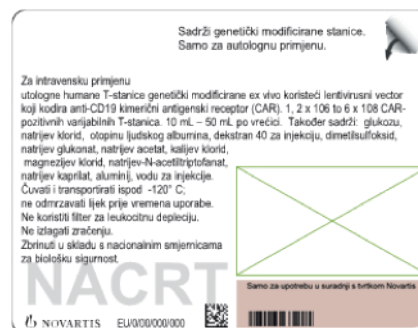 Sadrži genetički modificirane stanice.
Samo za autolognu primjenu.
Za intravensku primjenu
utologne humane T-stanice genetički modificirane ex vivo koristeći lentivirusni vector
koji kodira anti-CD19 kimerični antigenski receptor (CAR). 1, 2 x 106 to 6 x 108 CAR-
pozitivnih varijabilnih T-stanica. 10 mL – 50 mL po vrećici. Također sadrži: glukozu,
natrijev klorid, otopinu ljudskog albumina, dekstran 40 za injekciju, dimetilsulfoksid,
natrijev glukonat, natrijev acetat, kalijev klorid,
magnezijev klorid, natrijev-N-acetiltriptofanat,
natrijev kaprilat, aluminij, vodu za injekcije.
Čuvati i transportirati ispod -120° C;
ne odmrzavati lijek prije vremena uporabe.
Ne koristiti filter za leukocitnu depleciju.
Ne izlagati zračenju.
Zbrinuti u skladu s nacionalnim smjernicama
za biološku sigurnost.
NACRT
Samo za upotrebu u suradnji s tvrtkom Novartis
NOVARTIS EU/0/00/000/000